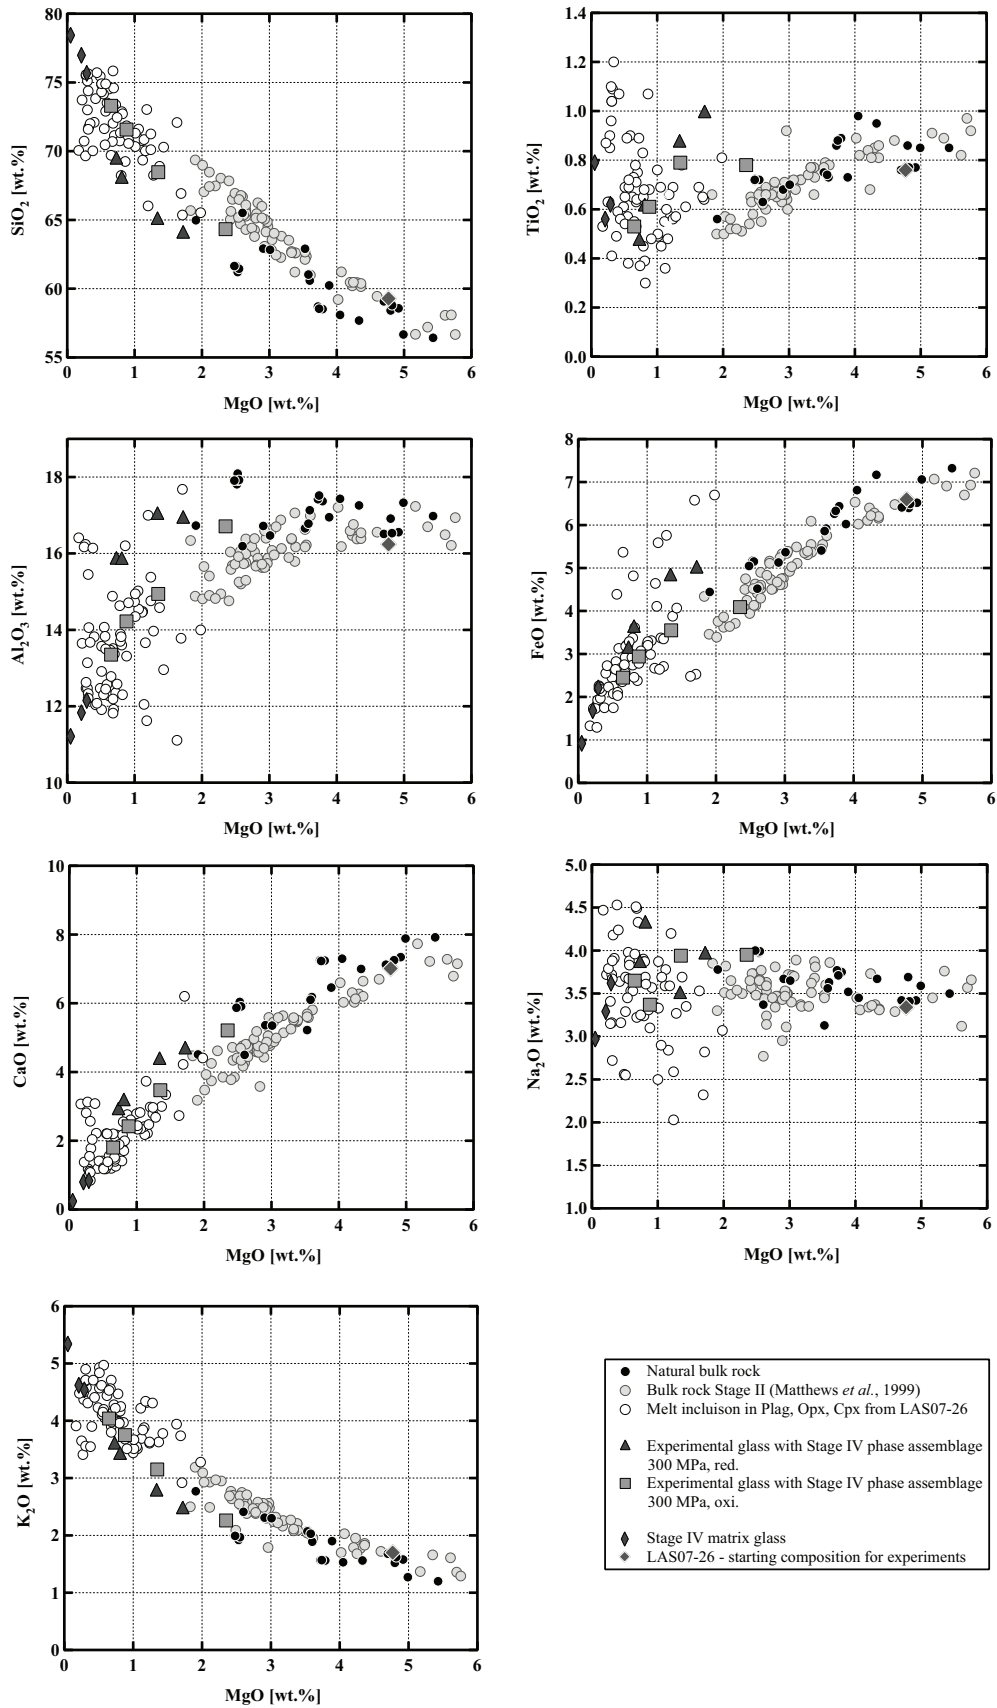 80
75
70
65
60
55
SiO2 [wt.%]
0 1 2 3 4 5 6
MgO [wt.%]
1.4
1.2
1.0
0.8
0.6
0.4
0.2
0.0
TiO2 [wt.%]
0 1 2 3 4 5 6
MgO [wt.%]
18
16
14
12
10
Al2O3 [wt.%]
0 1 2 3 4 5 6
MgO [wt.%]
8
7
6
5
4
3
2
1
0
FeO [wt.%]
0 1 2 3 4 5 6
MgO [wt.%]
10
8
6
4
2
0
CaO [wt.%]
0 1 2 3 4 5 6
MgO [wt.%]
5.0
4.5
4.0
3.5
3.0
2.5
2.0
1.5
1.0
Na2O [wt.%]
0 1 2 3 4 5 6
MgO [wt.%]
6
5
4
3
2
1
0
K2O [wt.%]
0 1 2 3 4 5 6
MgO [wt.%]
Natural bulk rock
Bulk rock Stage II (Matthews et al., 1999)
Melt incluison in Plag, Opx, Cpx from LAS07-26
Experimental glass with Stage IV phase assemblage
300 MPa, red.
Experimental glass with Stage IV phase assemblage
300 MPa, oxi.
Stage IV matrix glass
LAS07-26 - starting composition for experiments